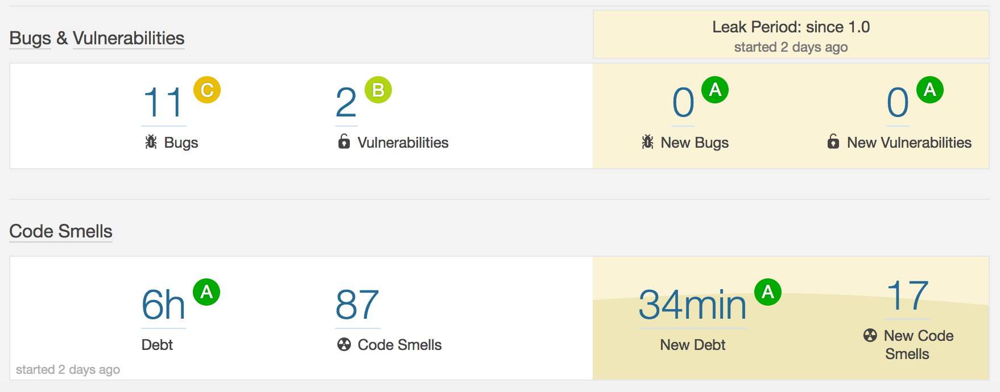 Leak Period: since 1.0
started 2 days ago
Bugs & Vulnerabilities
11 C
Bugs
2 B
Vulnerabilities
0 A
New Bugs
0 A
New Vulnerabilities
Code Smells
6h A
Debt
87
Code Smells
34min A
New Debt
17
New Code
Smells
started 2 days ago